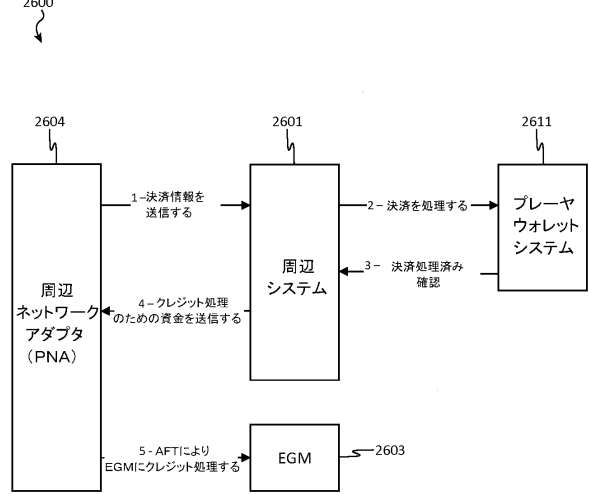 2600
2604
2601
2611
1–決済情報を
送信する
2– 決済を処理する
プレーヤ
ウォレット
システム
3 – 決済処理済み
確認
周辺
システム
周辺
ネットワーク
アダプタ
(PNA)
4–クレジット処理
のための資金を送信する
5 - AFTにより
EGMにクレジット処理する
EGM
2603